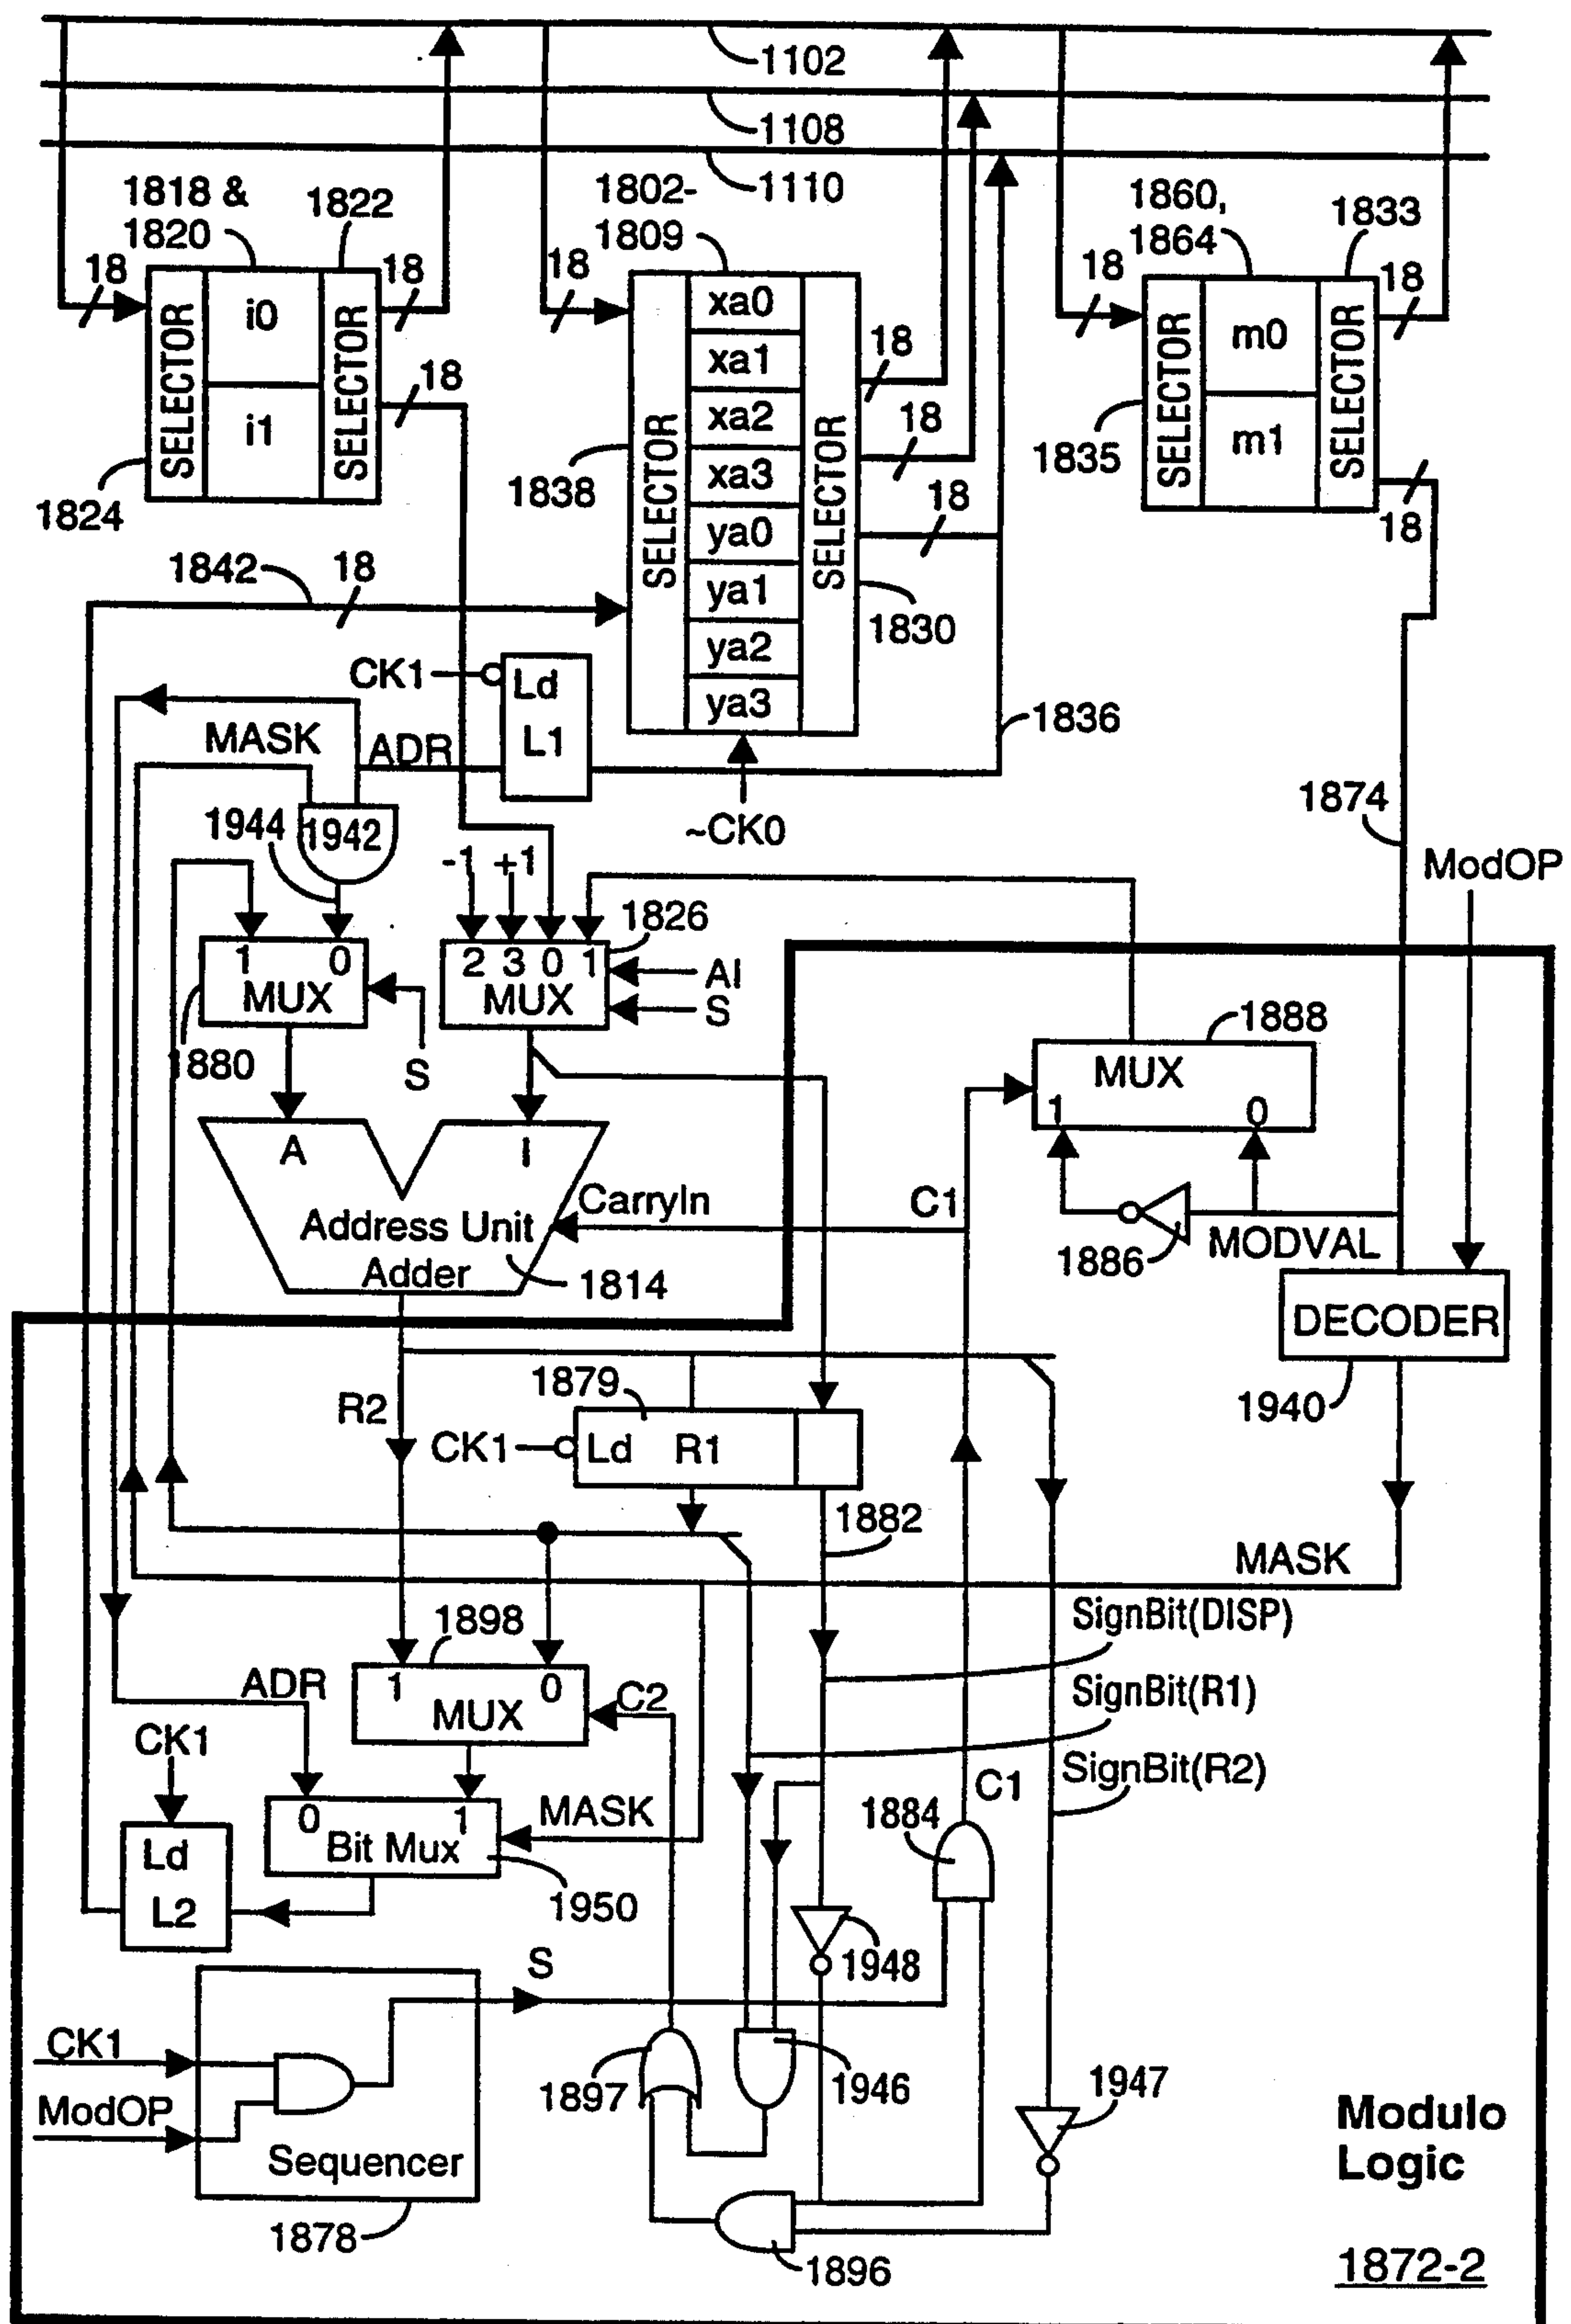 1102
1108
1110
1818 &
1820
1822
1802-
1809
1860,
1864
1833
18
18
18
18
18
i0
i1
SELECTOR
SELECTOR
18
1824
SELECTOR
xa0
xa1
xa2
xa3
ya0
ya1
ya2
ya3
SELECTOR
18
18
18
1838
1830
SELECTOR
m0
m1
SELECTOR
1835
18
1842
18
CK1
Ld
L1
1836
MASK
ADR
~CK0
1874
ModOP
1944
1942
-1
+1
1826
1
0
MUX
2
3
0
1
MUX
AI
S
1880
S
1888
MUX
1
0
A
I
Address Unit
Adder
CarryIn
1814
C1
1886
MODVAL
DECODER
1940
R2
1879
CK1
Ld
R1
1882
MASK
SignBit(DISP)
1898
1
0
MUX
C2
SignBit(R1)
ADR
CK1
SignBit(R2)
C1
1884
0
1
Bit Mux
MASK
1950
Ld
L2
1948
S
CK1
ModOP
Sequencer
1878
1897
1946
1947
1896
Modulo
Logic
1872-2